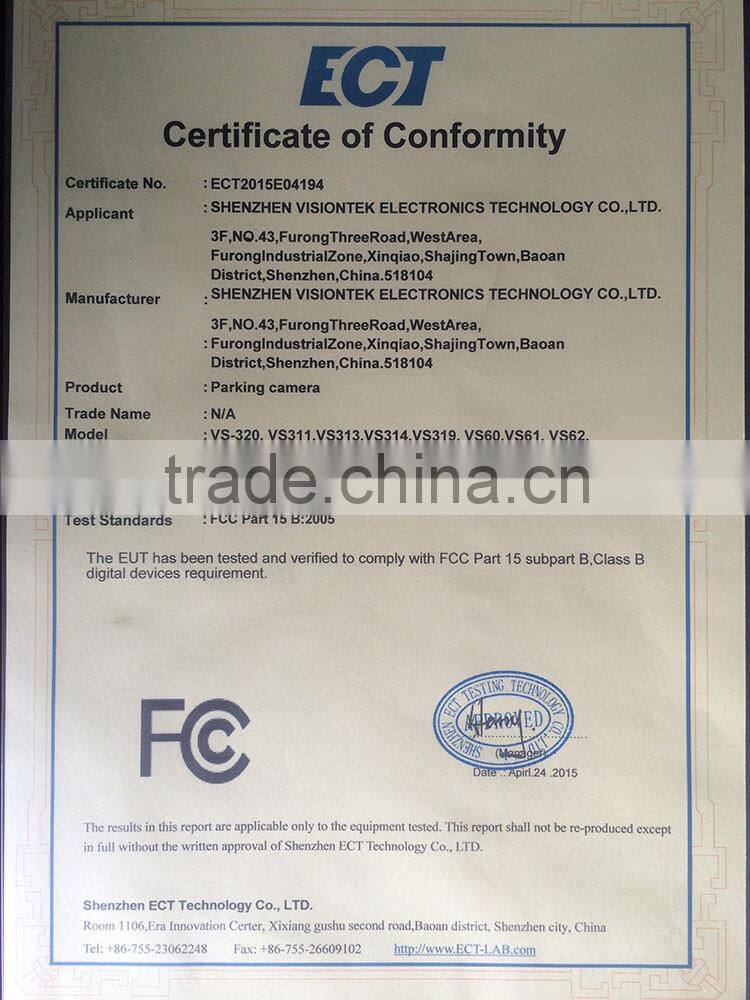 ECT
Certificate of Conformity
Certificate No. : ECT2015E04194
Applicant : SHENZHEN VISIONTEK ELECTRONICS TECHNOLOGY CO.,LTD.
3F,NO.43,FurongThreeRoad,WestArea,
FurongIndustrialZone,Xinqiao,ShajingTown,Baoan
District,Shenzhen,China.518104
Manufacturer : SHENZHEN VISIONTEK ELECTRONICS TECHNOLOGY CO.,LTD.
3F,NO.43,FurongThreeRoad,WestArea,
: FurongIndustrialZone,Xinqiao,ShajingTown,Baoan
District,Shenzhen,China.518104
Product : Parking camera
Trade Name : N/A
Model : VS-320, VS311,VS313,VS314,VS319, VS60,VS61, VS62,
trade.china.cn
Test Standards : FCC Part 15 B:2005
The EUT has been tested and verified to comply with FCC Part 15 subpart B,Class B
digital devices requirement.
FC
SHENZHEN ECT TESTING TECHNOLOGY CO., LTD
APPROVED
(Manager)
Date .: Apirl.24 .2015
The results in this report are applicable only to the equipment tested. This report shall not be re-produced except
in full without the written approval of Shenzhen ECT Technology Co., LTD.
Shenzhen ECT Technology Co., LTD.
Room 1106,Era Innovation Certer, Xixiang gushu second road,Baoan district, Shenzhen city, China
Tel: +86-755-23062248 Fax: +86-755-26609102 http://www.ECT-LAB.com